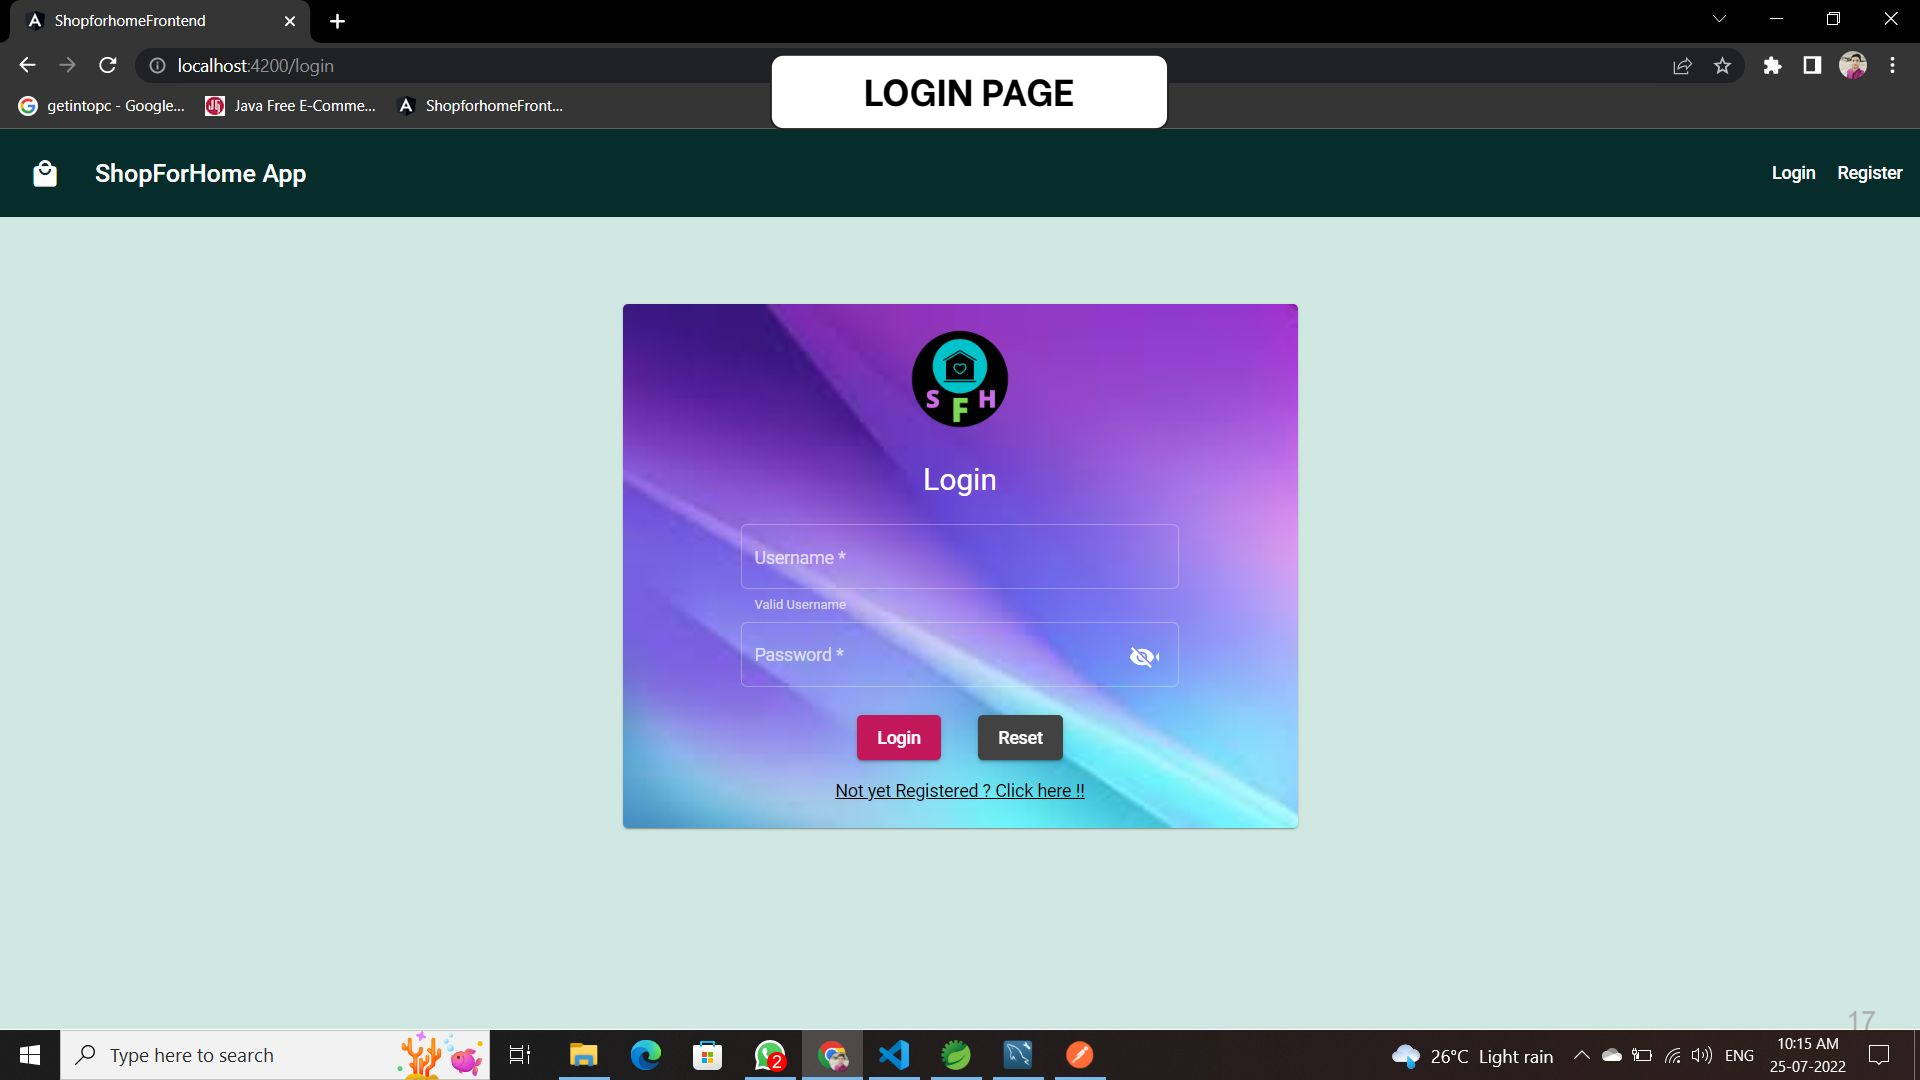 ShopforhomeFrontend
localhost:4200/login
getintopc - Google...
Java Free E-Comme...
ShopforhomeFront...
LOGIN PAGE
ShopForHome App
Login
Register
S F H
Login
Username *
Valid Username
Password *
Login
Reset
Not yet Registered ? Click here !!
17
Type here to search
2
26°C Light rain
ENG
10:15 AM
25-07-2022